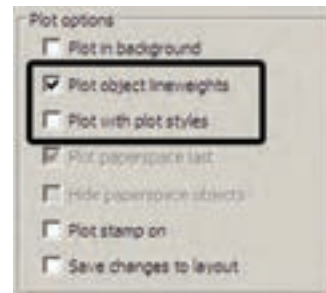 Plot options
Plot in background
Plot object lineweights
Plot with plot styles
Plot paperspace last
Hide paperspace objects
Plot stamp on
Save changes to layout